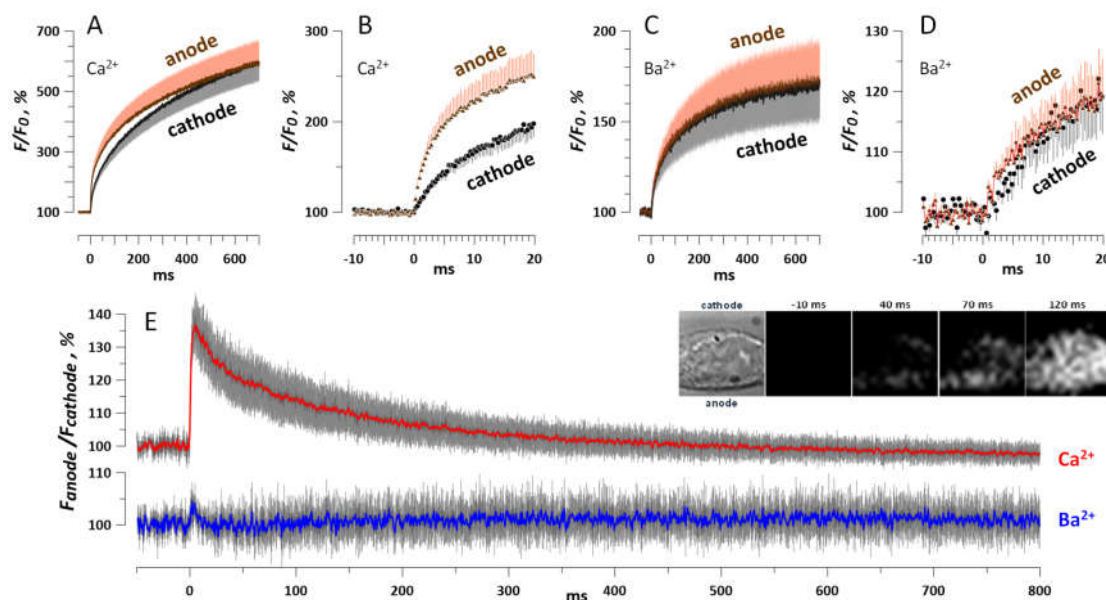 A
B
C
D
700
500
300
100
F/F0, %
Ca2+
anode
cathode
0 200 400 600
ms
300
200
100
F/F0, %
Ca2+
anode
cathode
-10 0 10 20
ms
200
150
100
F/F0, %
Ba2+
anode
cathode
0 200 400 600
ms
130
120
110
100
F/F0, %
Ba2+
anode
cathode
-10 0 10 20
ms
E
140
130
120
110
100
110
100
Fanode /Fcathode , %
cathode -10 ms 40 ms 70 ms 120 ms
anode
Ca2+
Ba2+
0 100 200 300 400 500 600 700 800
ms